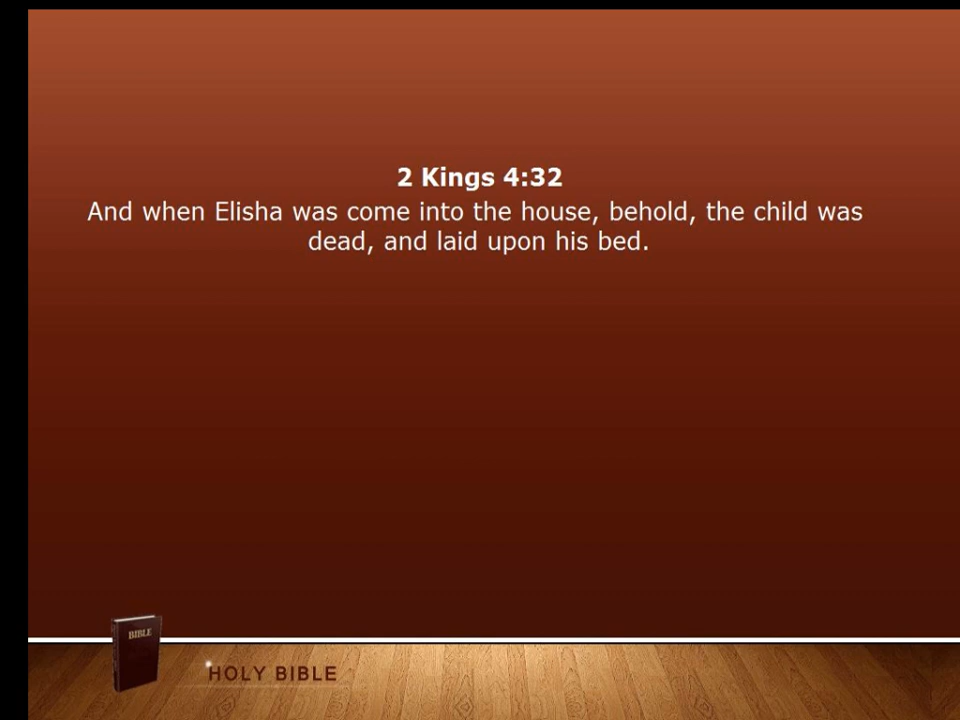 2 Kings 4:32
And when Elisha was come into the house, behold, the child was
dead, and laid upon his bed.
BIBLE
HOLY BIBLE